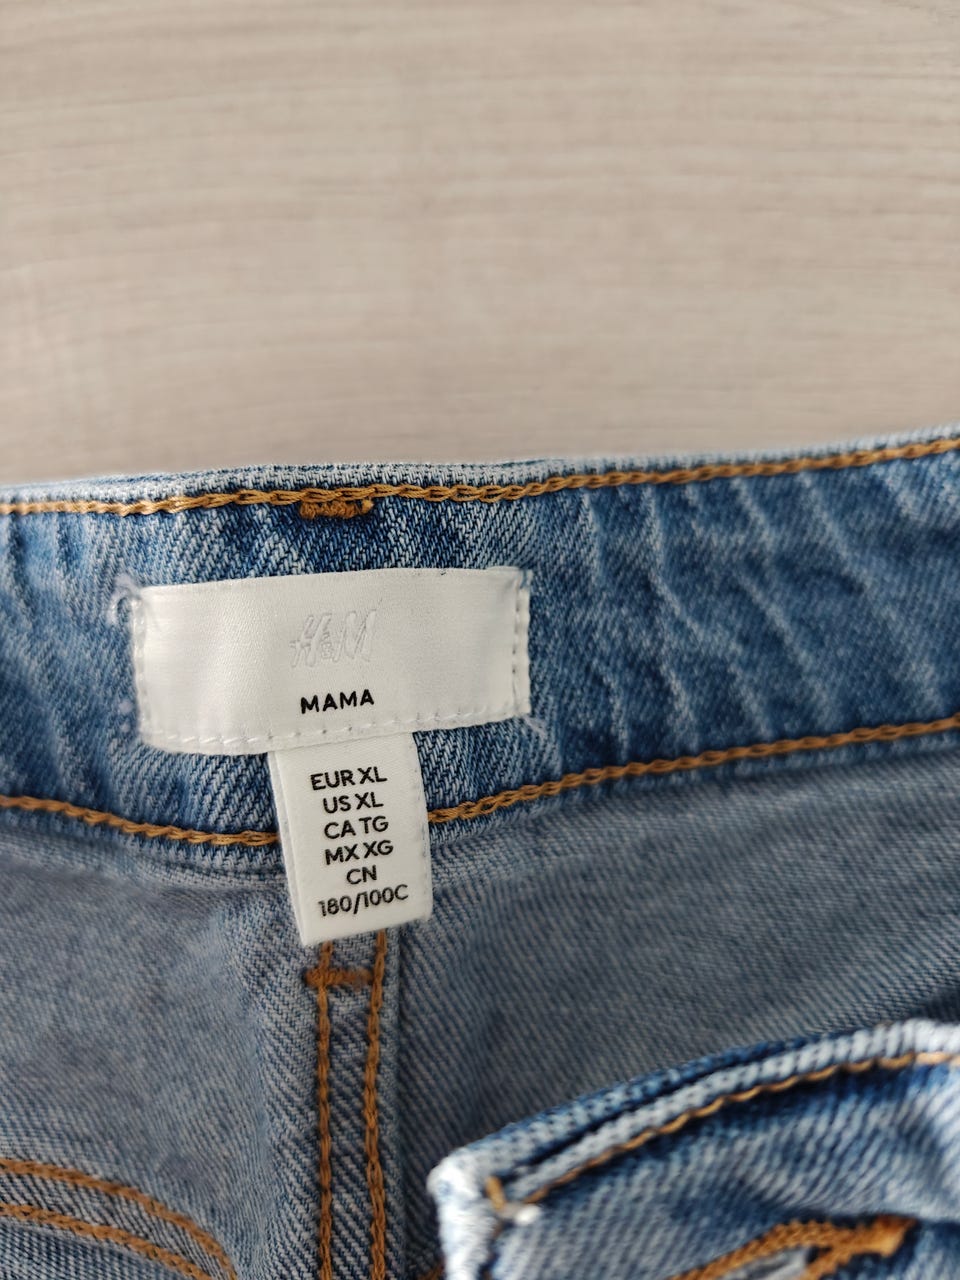 H&M
MAMA
EUR XL
US XL
CA TG
MX XG
CN
180/100C